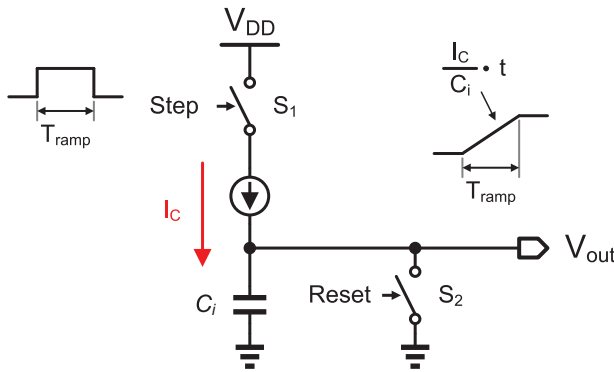 V_DD
Step
S_1
T_ramp
I_C
C_i
Reset
S_2
V_out
I_C
C_i
• t
T_ramp